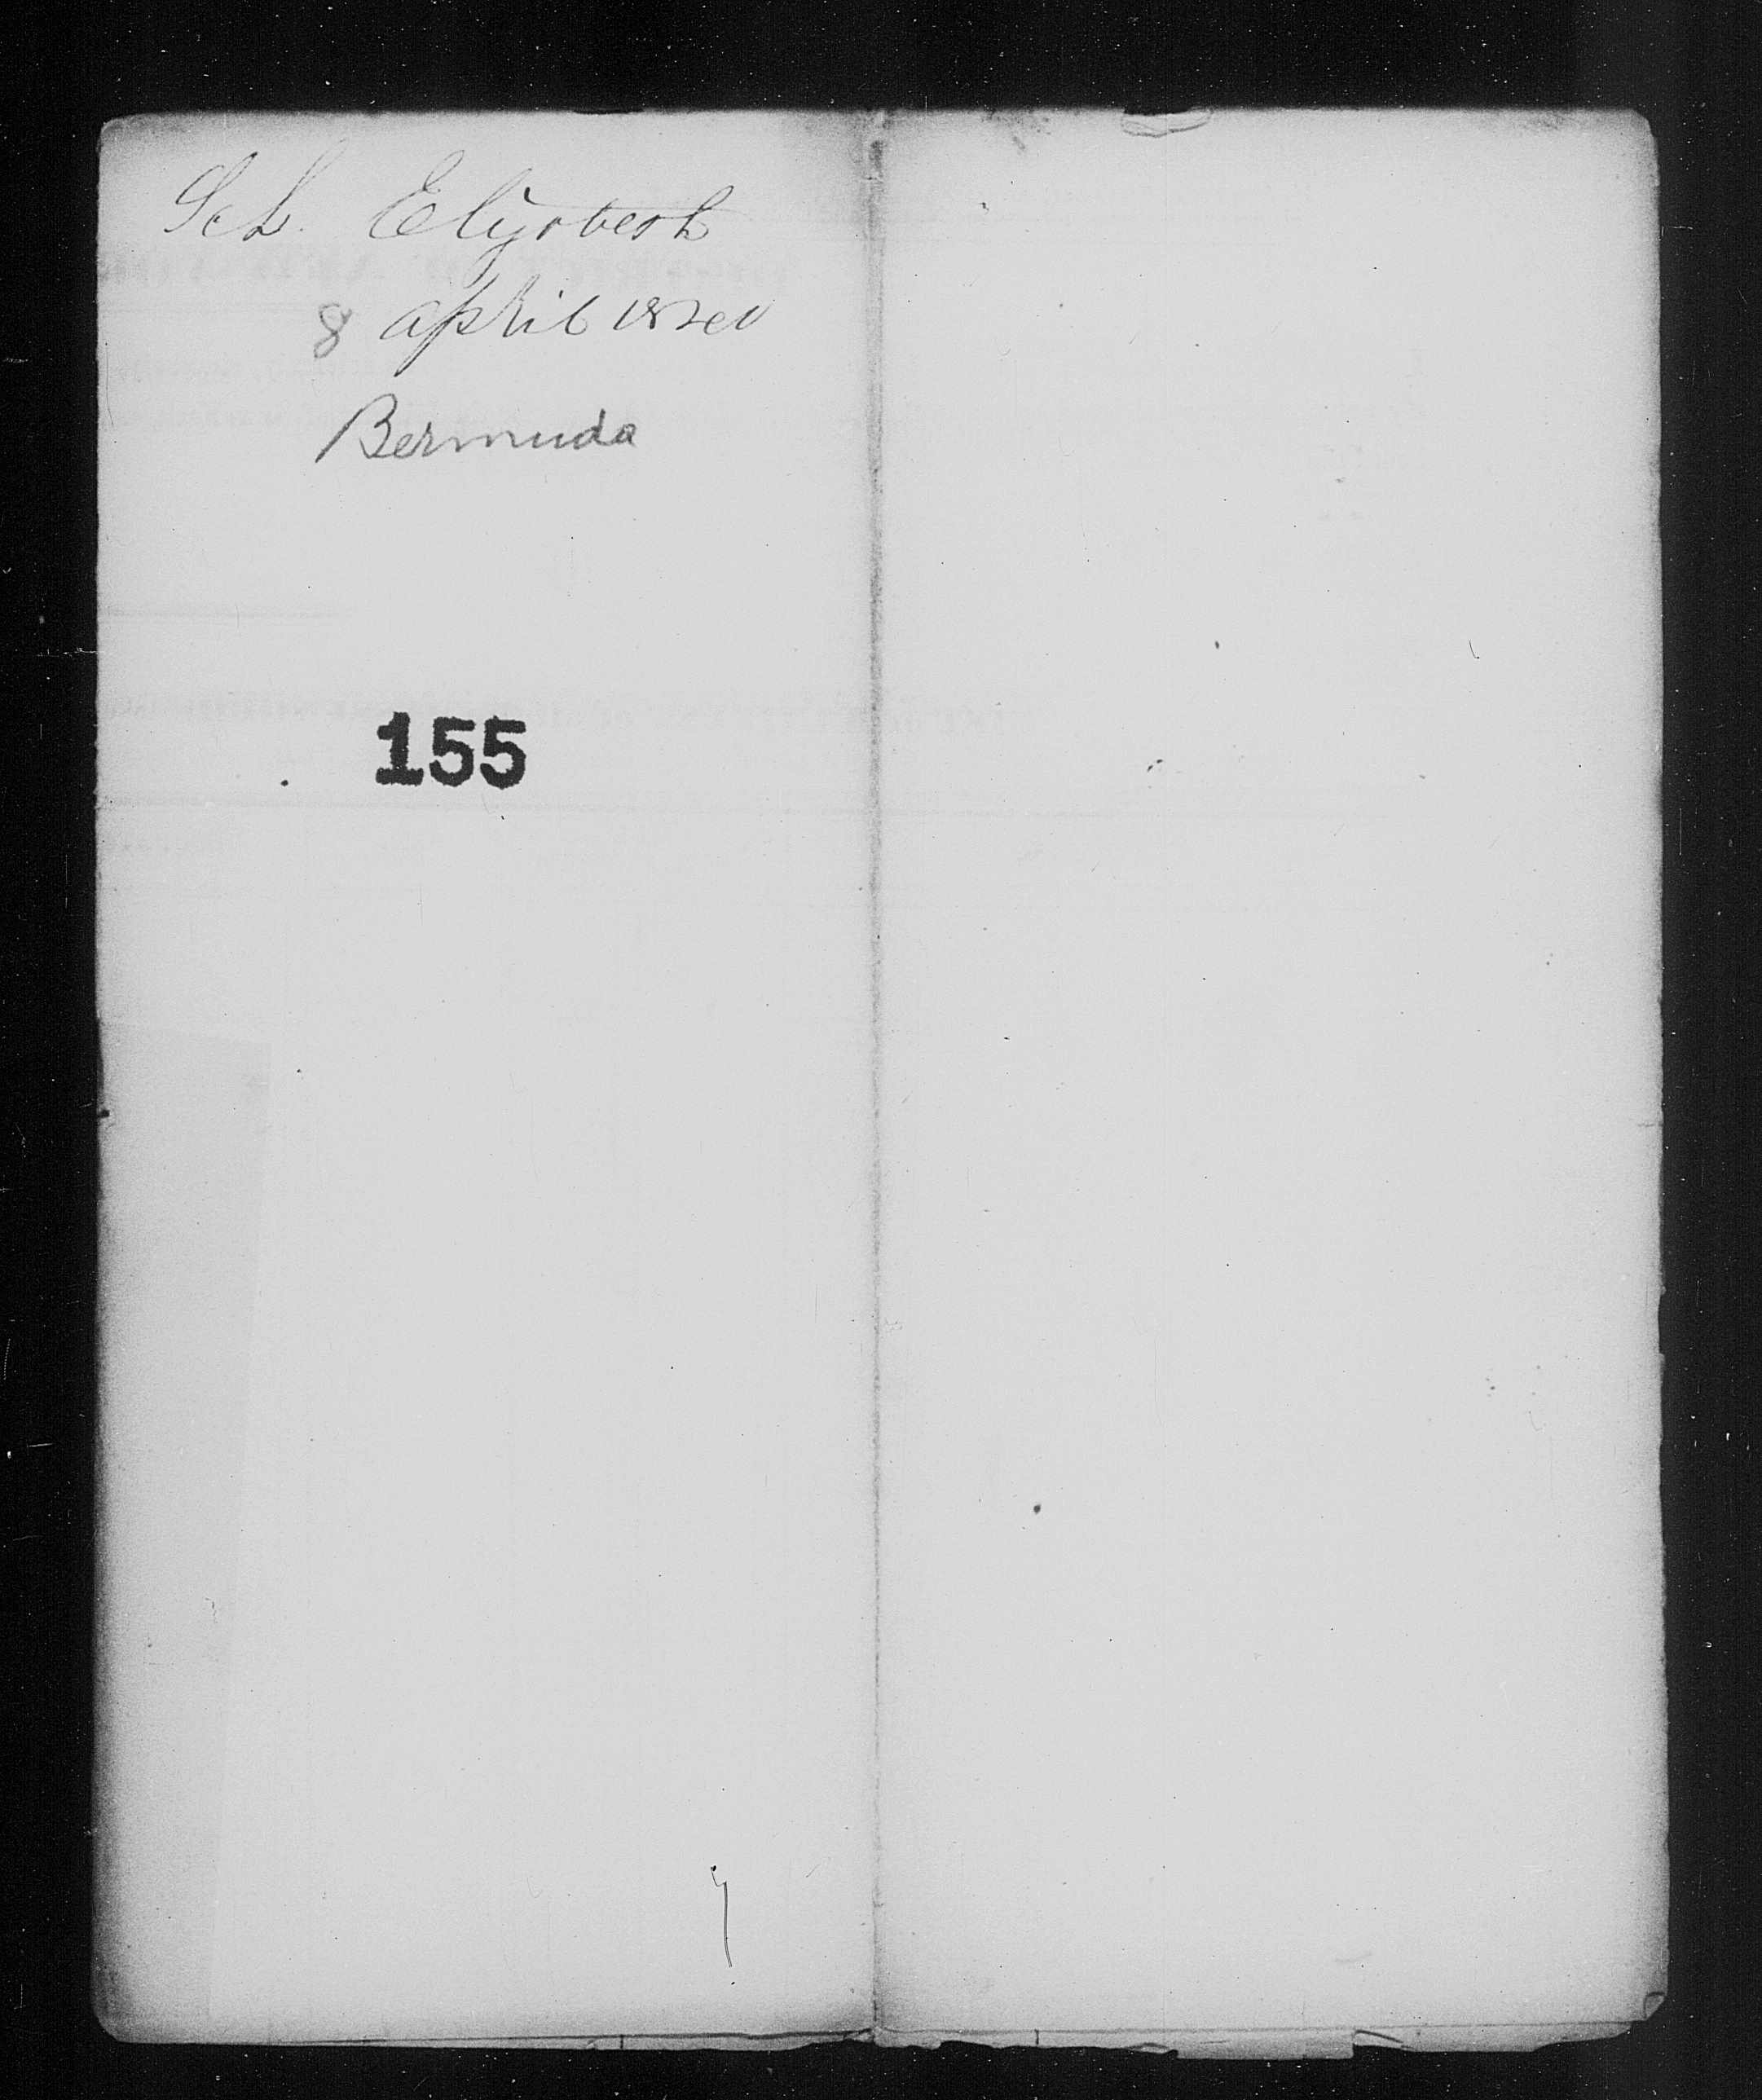 Sch. Elizabeth
8 April 1820
Bermuda
155